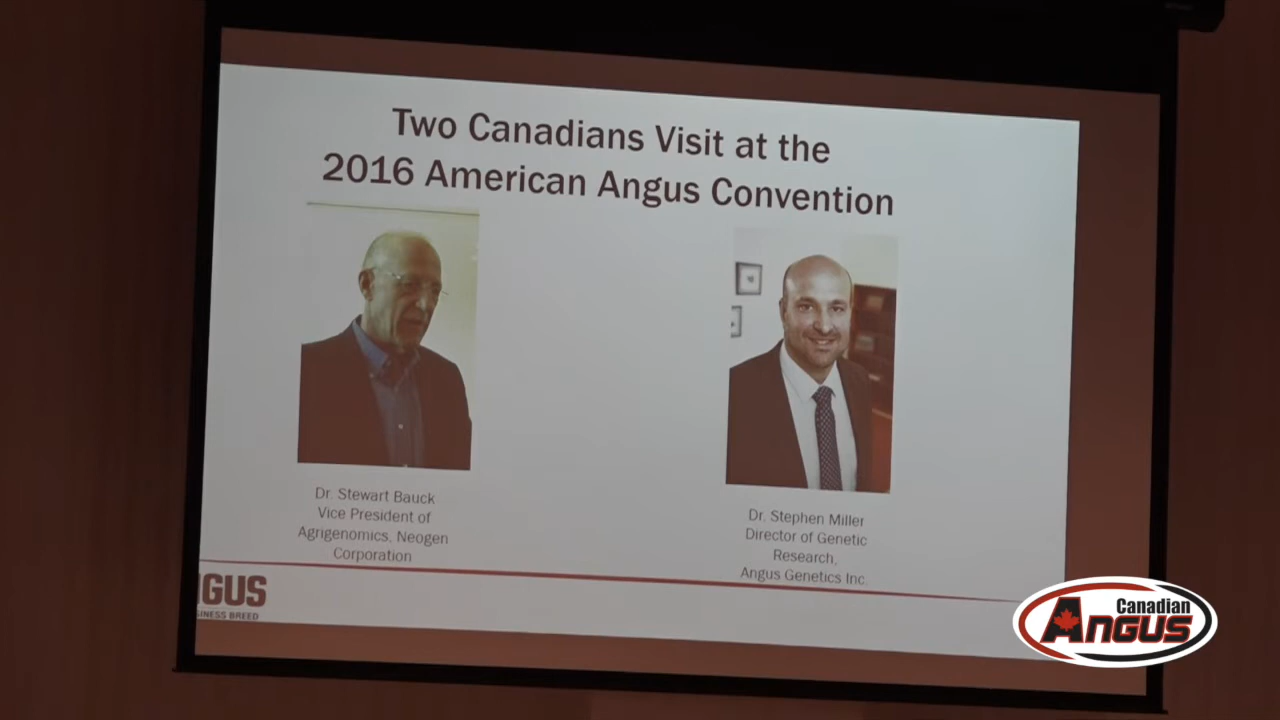 Two Canadians Visit at the
2016 American Angus Convention
Dr. Stewart Bauck
Vice President of
Agrigenomics, Neogen
Corporation
Dr. Stephen Miller
Director of Genetic
Research,
Angus Genetics Inc.
GUS
INESS BREED
Canadian
ANGUS